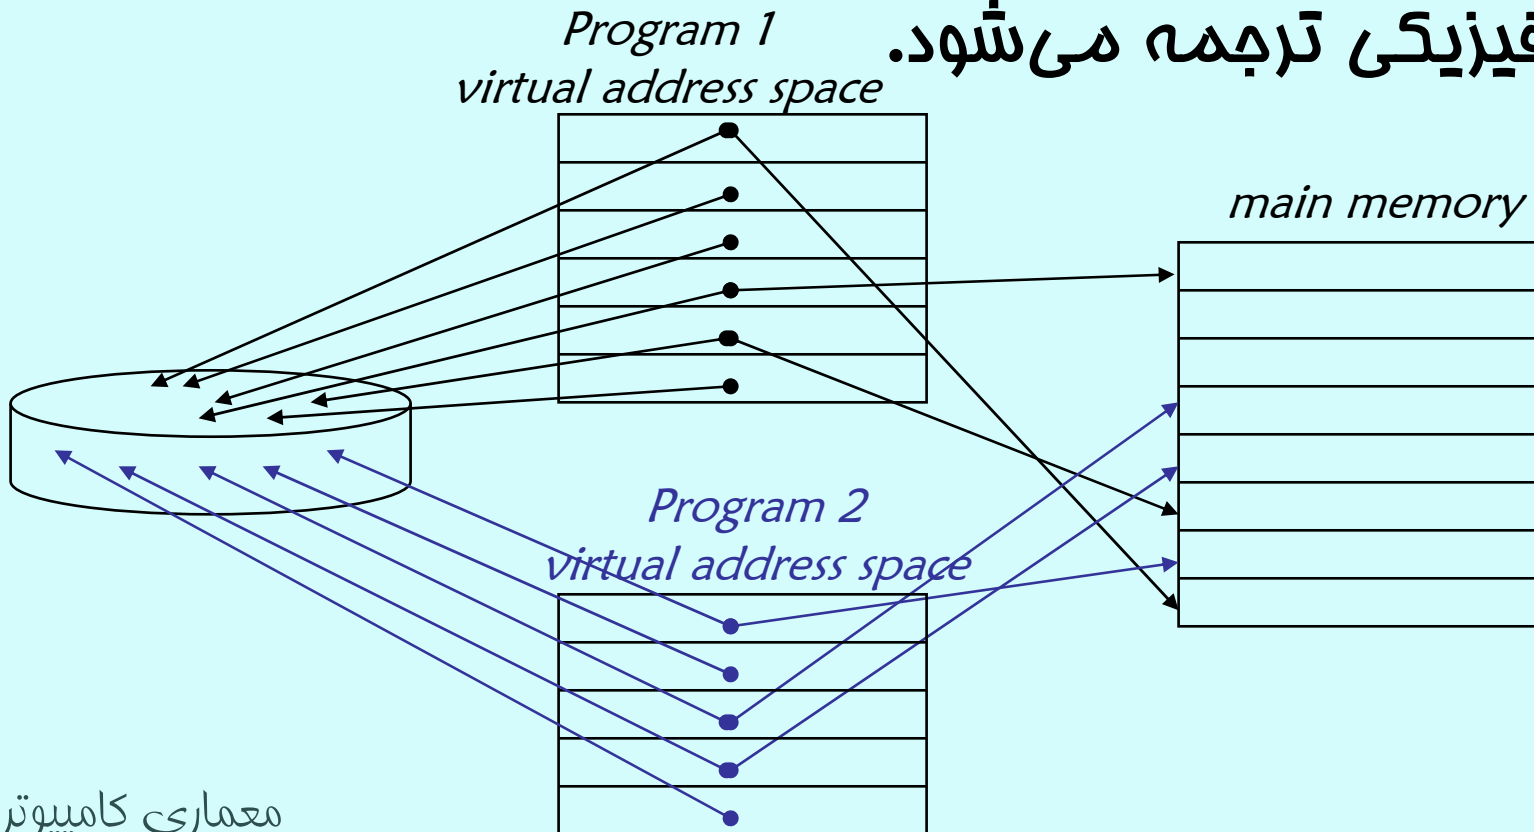 فیزیکی ترجمه می‌شود.
Program 1
virtual address space
main memory
Program 2
virtual address space
معماری کامپیوتر